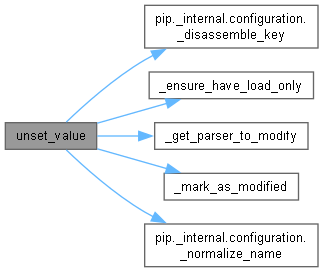 pip._internal.configuration.
_disassemble_key
_ensure_have_load_only
unset_value
_get_parser_to_modify
_mark_as_modified
pip._internal.configuration.
_normalize_name